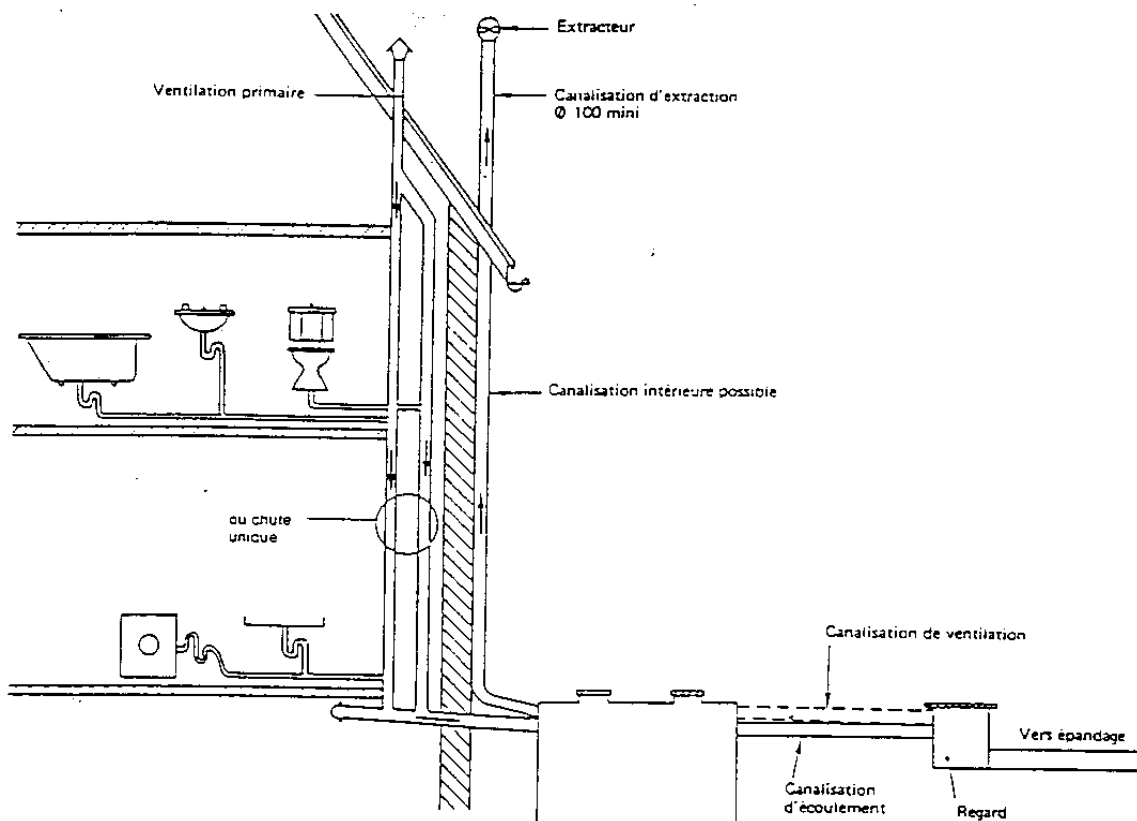 Extracteur
Ventilation primaire
Canalisation d'extraction
Ø 100 mini
Canalisation intérieure possible
ou chute
unique
Canalisation de ventilation
Vers épandage
Canalisation
d'écoulement
Regard